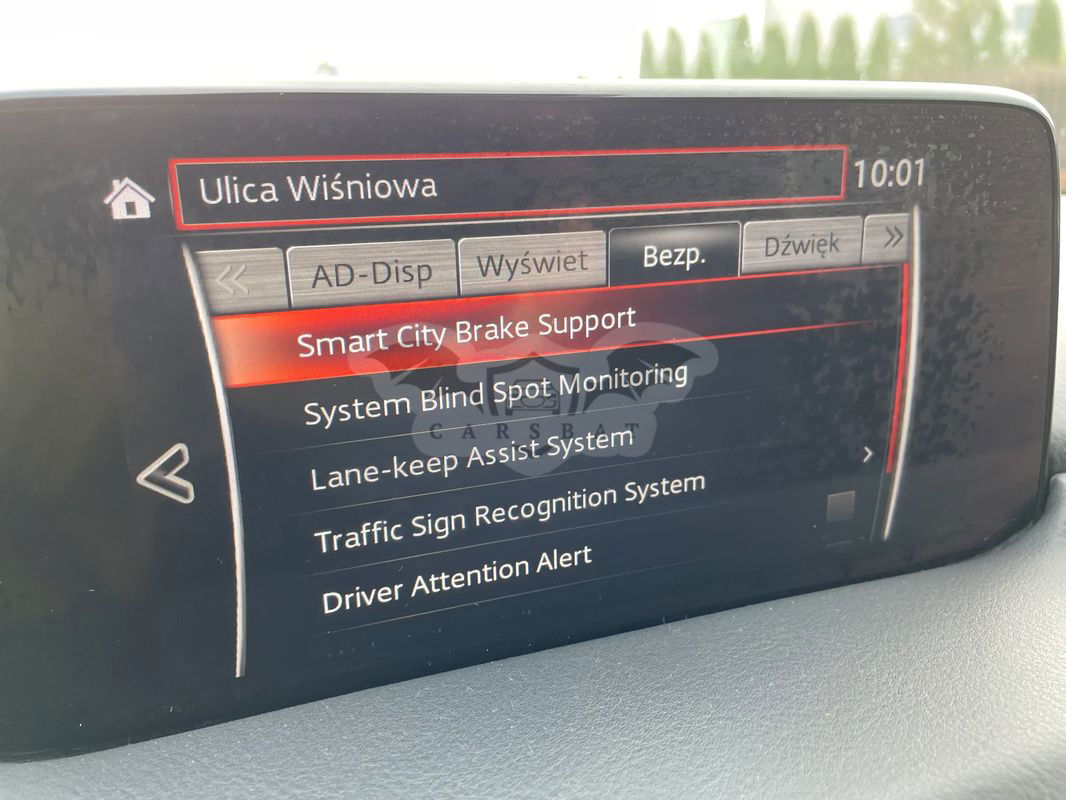 Ulica Wiśniowa
10:01
AD-Disp
Wyświet
Bezp.
Dźwięk
Smart City Brake Support
System Blind Spot Monitoring
CARSBAT
Lane-keep Assist System
Traffic Sign Recognition System
Driver Attention Alert